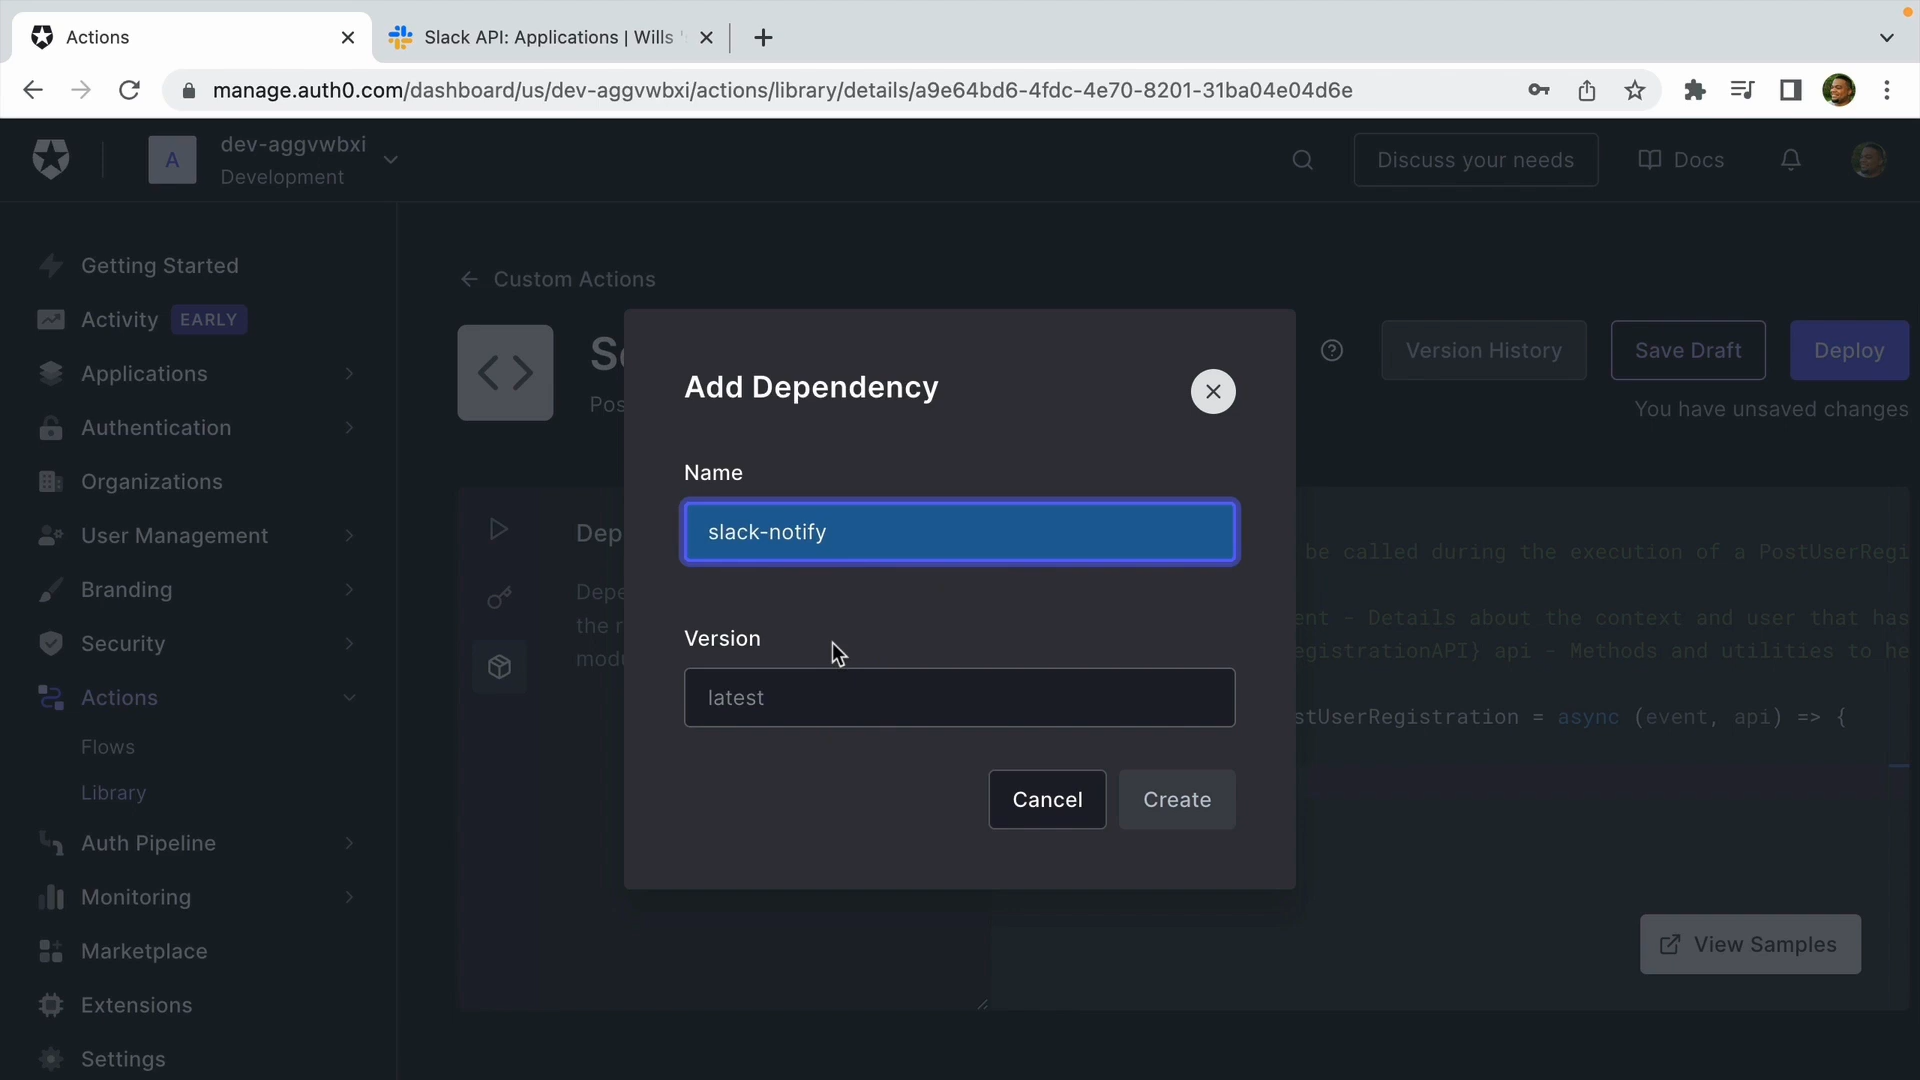 Actions
Slack API: Applications | Wills
manage.auth0.com/dashboard/us/dev-aggvwbxi/actions/library/details/a9e64bd6-4fdc-4e70-8201-31ba04e04d6e
A
dev-aggvwbxi
Development
Discuss your needs
Docs
Getting Started
Activity EARLY
Applications
Authentication
Organizations
User Management
Branding
Security
Actions
Flows
Library
Auth Pipeline
Monitoring
Marketplace
Extensions
Settings
Custom Actions
Version History
Save Draft
Deploy
You have unsaved changes
Add Dependency
Name
slack-notify
Version
latest
Cancel
Create
be called during the execution of a PostUserRegi
ent - Details about the context and user that has
egistrationAPI} api - Methods and utilities to he
stUserRegistration = async (event, api) => {
View Samples